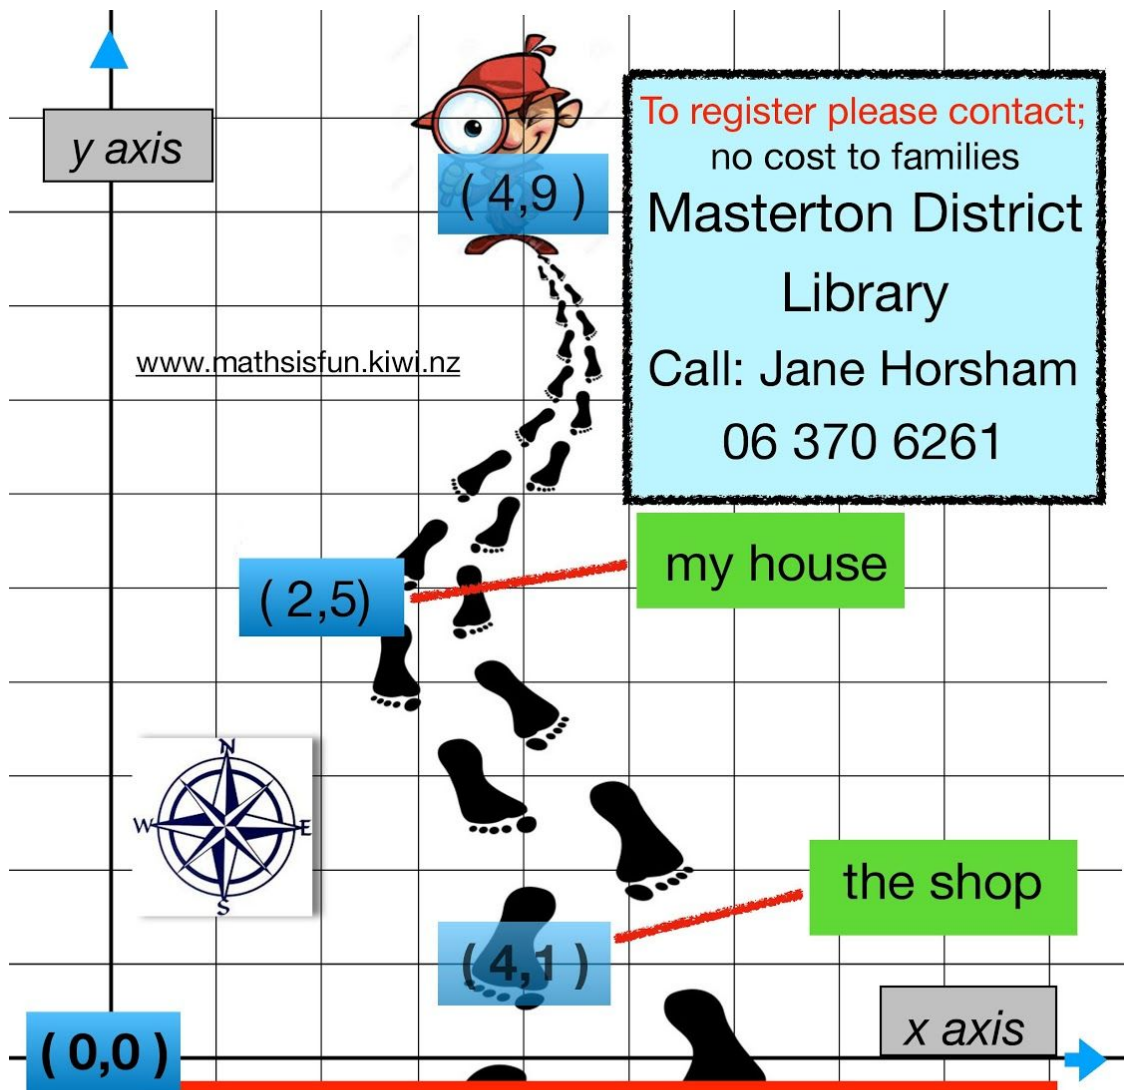 y axis
( 4,9 )
To register please contact;
no cost to families
Masterton District
Library
Call: Jane Horsham
06 370 6261
www.mathsisfun.kiwi.nz
my house
( 2,5)
N
W
E
S
the shop
( 4,1 )
x axis
( 0,0 )